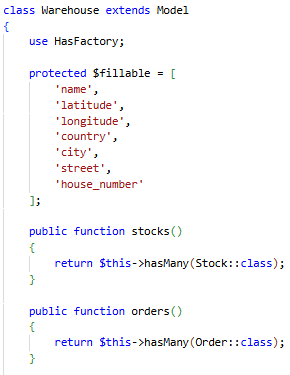 class Warehouse extends Model
{
    use HasFactory;

    protected $fillable = [
        'name',
        'latitude',
        'longitude',
        'country',
        'city',
        'street',
        'house_number'
    ];

    public function stocks()
    {
        return $this->hasMany(Stock::class);
    }

    public function orders()
    {
        return $this->hasMany(Order::class);
    }